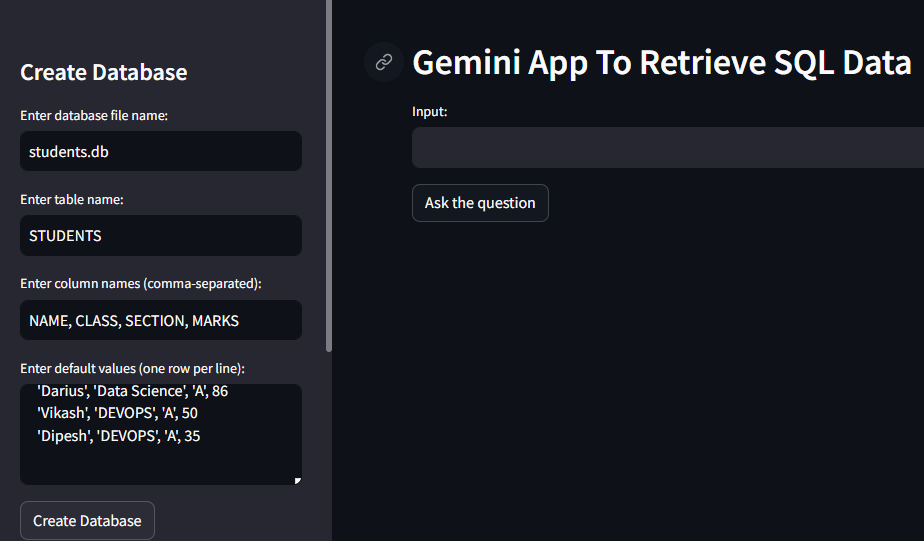 Create Database
Enter database file name:
students.db
Enter table name:
STUDENTS
Enter column names (comma-separated):
NAME, CLASS, SECTION, MARKS
Enter default values (one row per line):
'Darius', 'Data Science', 'A', 86
'Vikash', 'DEVOPS', 'A', 50
'Dipesh', 'DEVOPS', 'A', 35
Create Database
Gemini App To Retrieve SQL Data
Input:
Ask the question